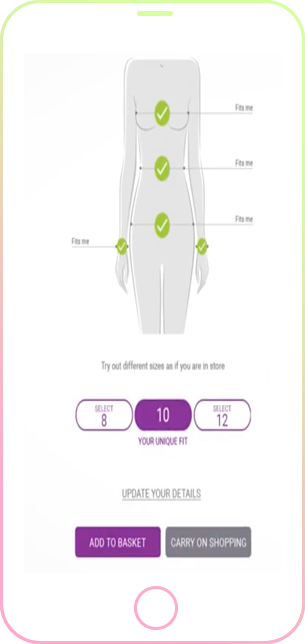 Fits me
Fits me
Fits me
Fits me
Try out different sizes as if you are in store
SELECT
8
10
SELECT
12
YOUR UNIQUE FIT
UPDATE YOUR DETAILS
ADD TO BASKET
CARRY ON SHOPPING